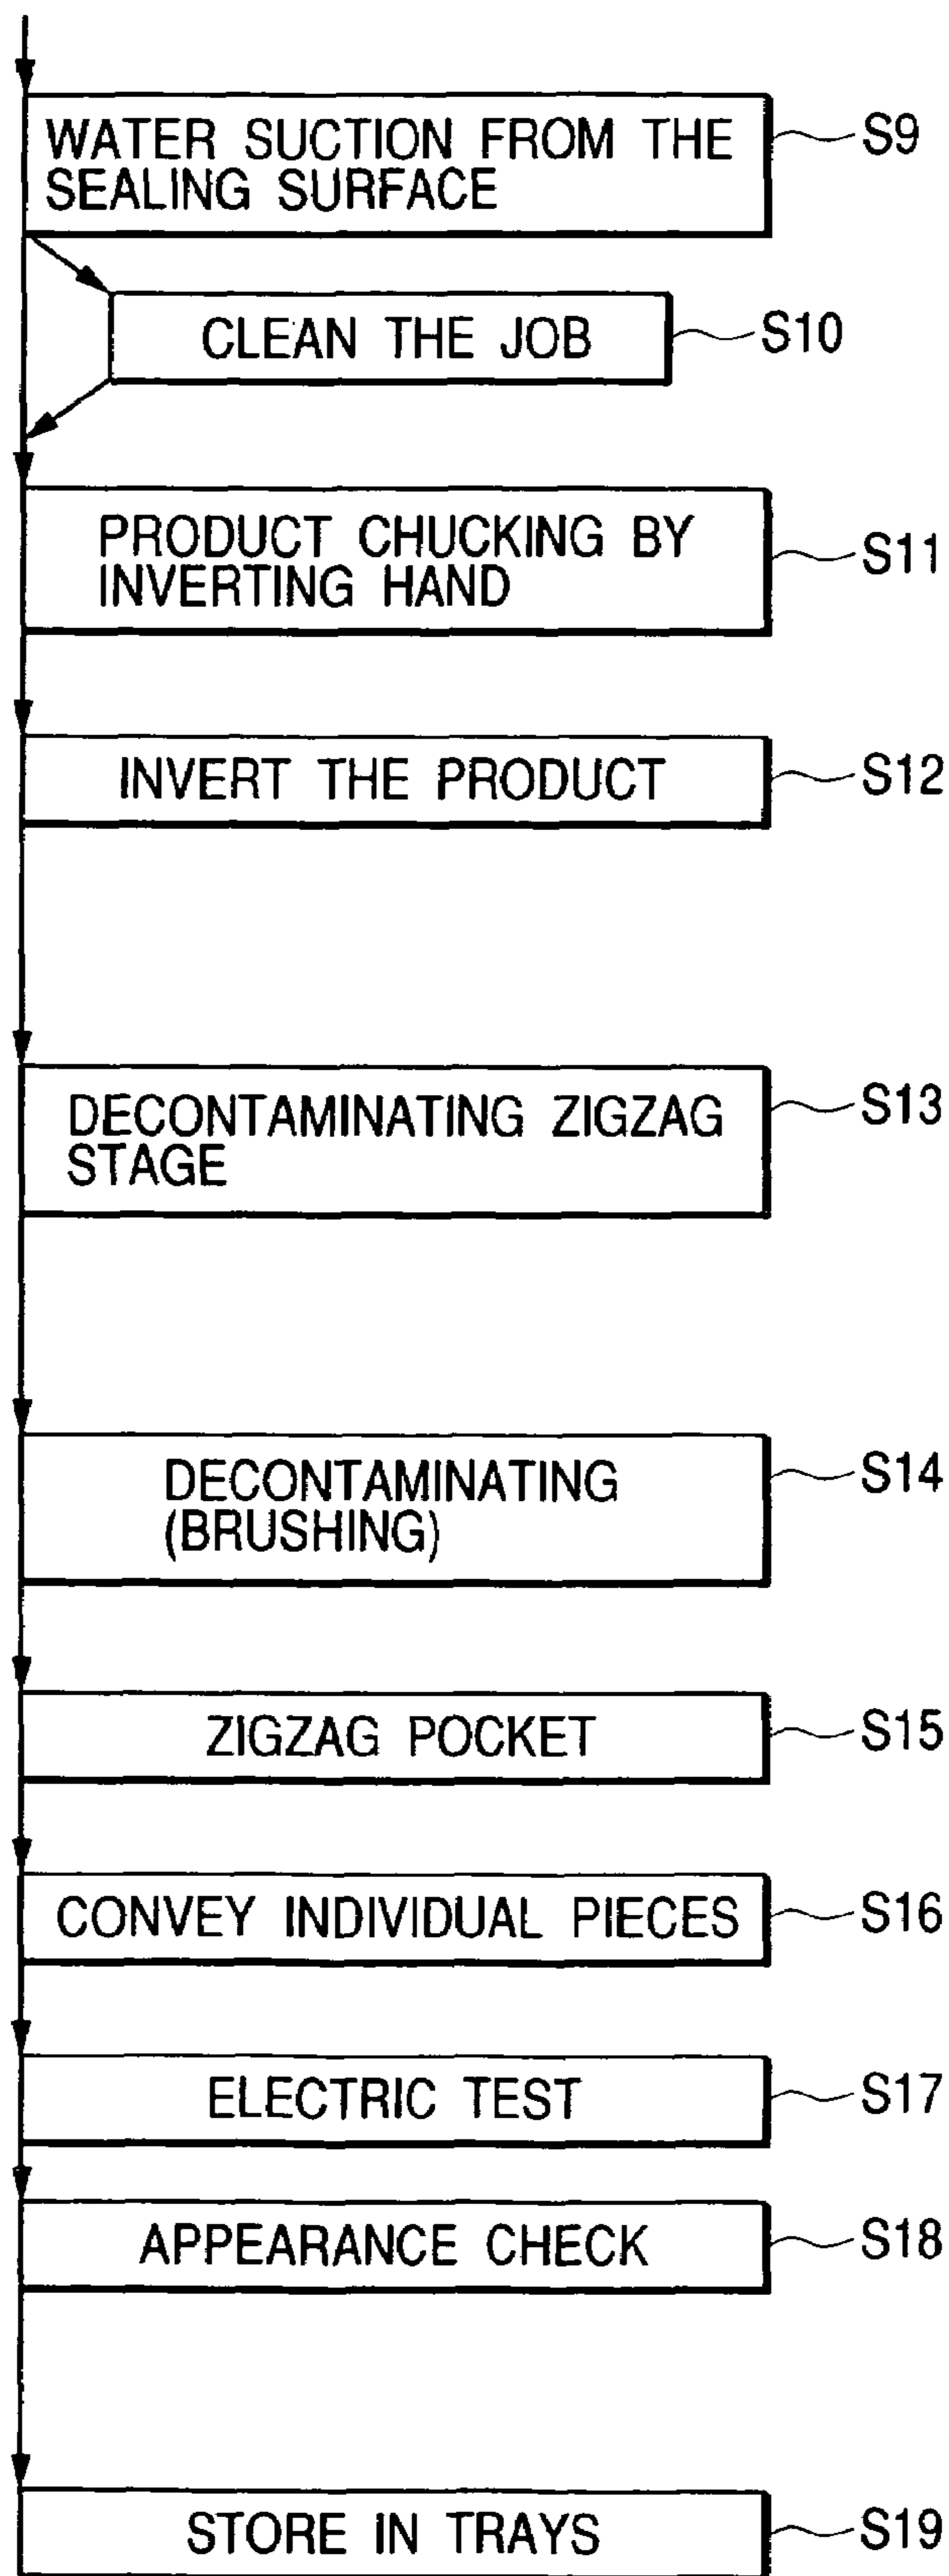 WATER SUCTION FROM THE
SEALING SURFACE
S9
CLEAN THE JOB
S10
PRODUCT CHUCKING BY
INVERTING HAND
S11
INVERT THE PRODUCT
S12
DECONTAMINATING ZIGZAG
STAGE
S13
DECONTAMINATING
(BRUSHING)
S14
ZIGZAG POCKET
S15
CONVEY INDIVIDUAL PIECES
S16
ELECTRIC TEST
S17
APPEARANCE CHECK
S18
STORE IN TRAYS
S19